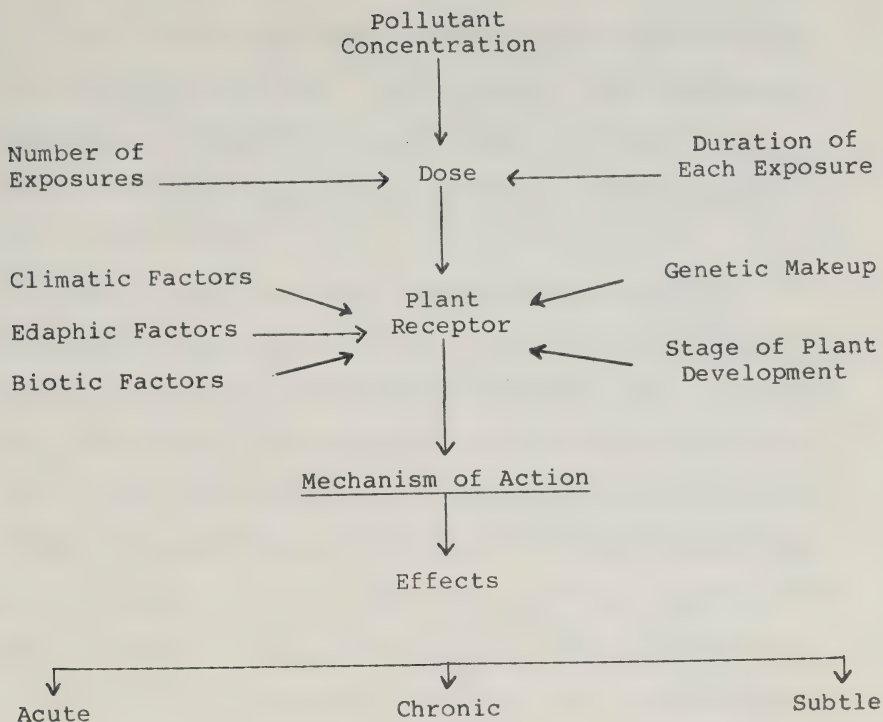 Pollutant
Concentration
Number of
Exposures
Dose
Duration of
Each Exposure
Climatic Factors
Edaphic Factors
Biotic Factors
Plant
Receptor
Genetic Makeup
Stage of Plant
Development
Mechanism of Action
Effects
Acute
Chronic
Subtle